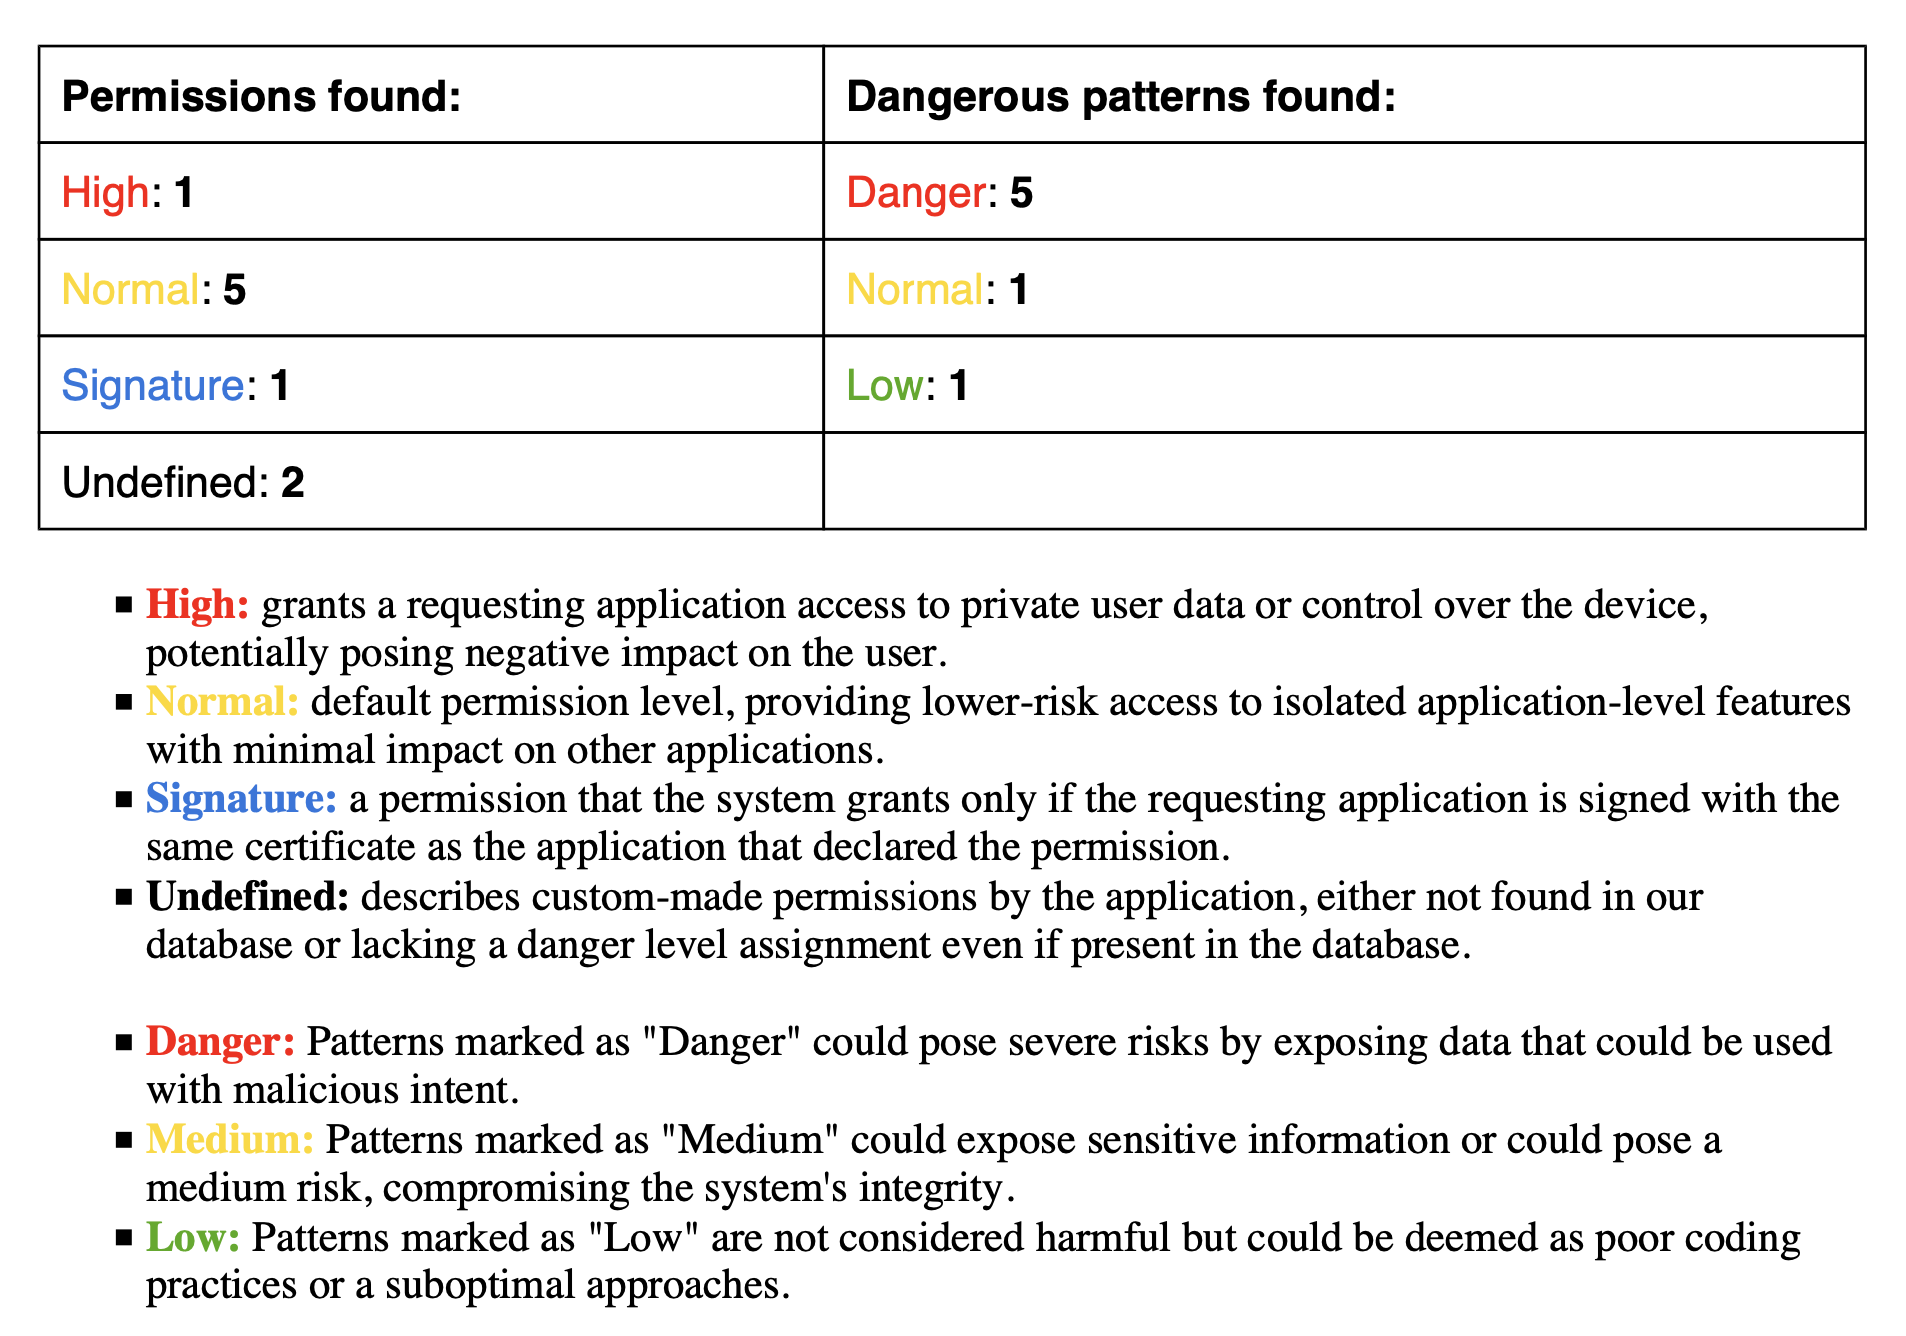 Permissions found:
Dangerous patterns found:
High: 1
Danger: 5
Normal: 5
Normal: 1
Signature: 1
Low: 1
Undefined: 2
▪ High: grants a requesting application access to private user data or control over the device,
potentially posing negative impact on the user.
▪ Normal: default permission level, providing lower-risk access to isolated application-level features
with minimal impact on other applications.
▪ Signature: a permission that the system grants only if the requesting application is signed with the
same certificate as the application that declared the permission.
▪ Undefined: describes custom-made permissions by the application, either not found in our
database or lacking a danger level assignment even if present in the database.
▪ Danger: Patterns marked as "Danger" could pose severe risks by exposing data that could be used
with malicious intent.
▪ Medium: Patterns marked as "Medium" could expose sensitive information or could pose a
medium risk, compromising the system's integrity.
▪ Low: Patterns marked as "Low" are not considered harmful but could be deemed as poor coding
practices or a suboptimal approaches.